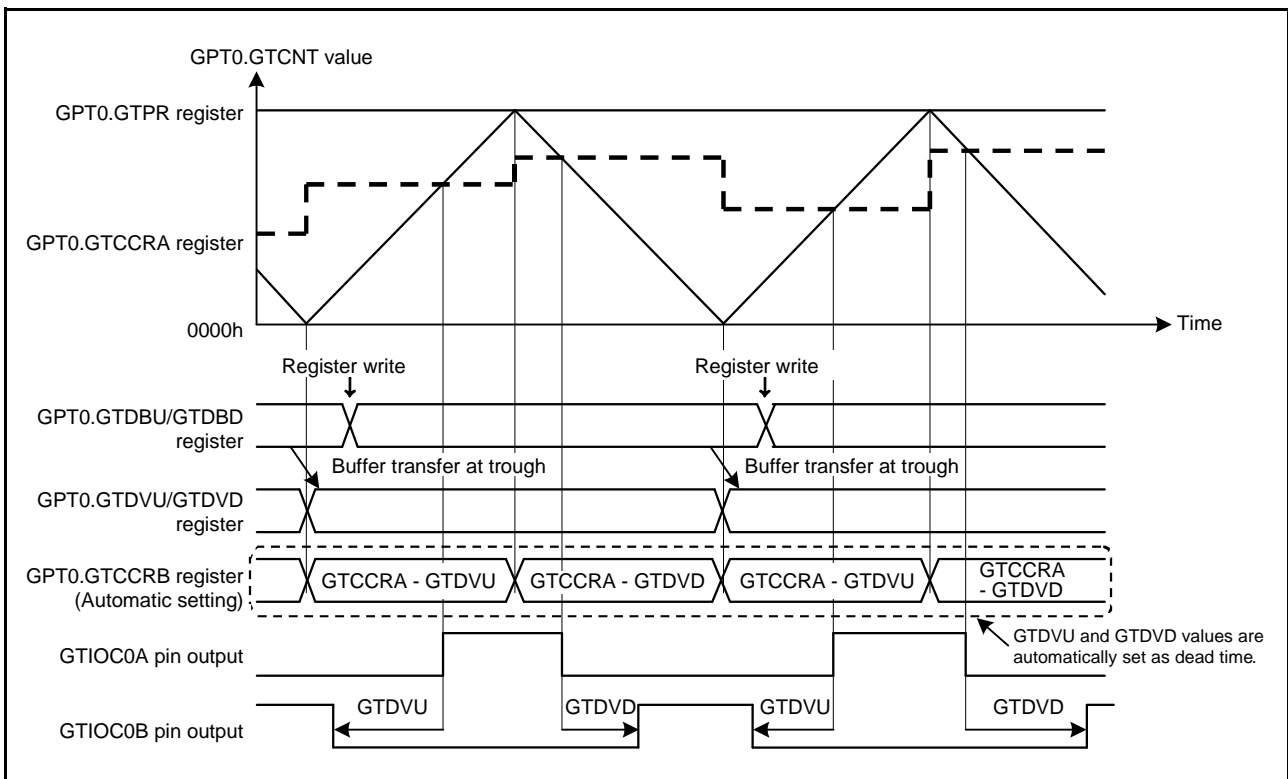 GPT0.GTCNT value
GPT0.GTPR register
GPT0.GTCCRA register
0000h
Time
Register write
Register write
GPT0.GTDBU/GTDBD
register
Buffer transfer at trough
Buffer transfer at trough
GPT0.GTDVU/GTDVD
register
GPT0.GTCCRB register
(Automatic setting)
GTCCRA - GTDVU
GTCCRA - GTDVD
GTCCRA - GTDVU
GTCCRA
- GTDVD
GTDVU and GTDVD values are
automatically set as dead time.
GTIOC0A pin output
GTDVU
GTDVD
GTDVU
GTDVD
GTIOC0B pin output